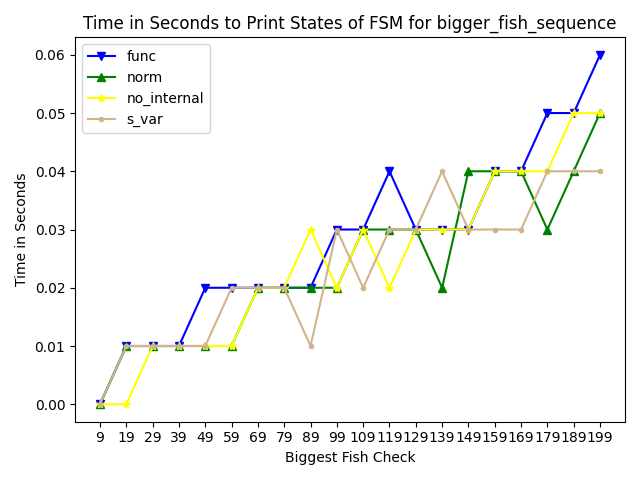 Time in Seconds to Print States of FSM for bigger_fish_sequence
func
norm
no_internal
s_var
0.06
0.05
0.04
0.03
0.02
0.01
0.00
Time in Seconds
9 19 29 39 49 59 69 79 89 99 109 119 129 139 149 159 169 179 189 199
Biggest Fish Check